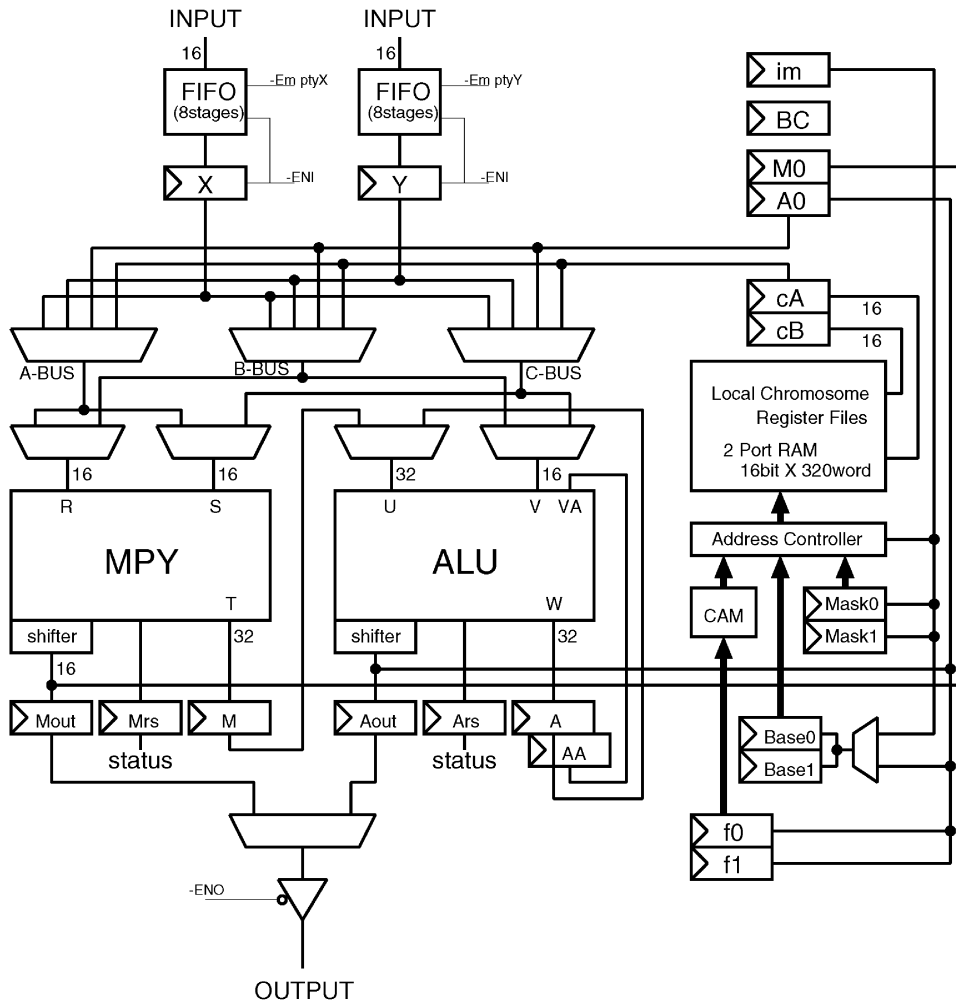 INPUT
INPUT
16
16
FIFO
(8stages)
-Em ptyX
FIFO
(8stages)
-Em ptyY
im
BC
X
-ENI
Y
-ENI
M0
A0
cA
16
cB
16
A-BUS
B-BUS
C-BUS
Local Chromosome
Register Files
2 Port RAM
16bit X 320word
16
16
32
16
R
S
U
V
VA
MPY
ALU
Address Controller
T
W
CAM
Mask0
Mask1
shifter
32
shifter
32
16
Mout
Mrs
M
Aout
Ars
A
AA
status
status
Base0
Base1
f0
f1
-ENO
OUTPUT